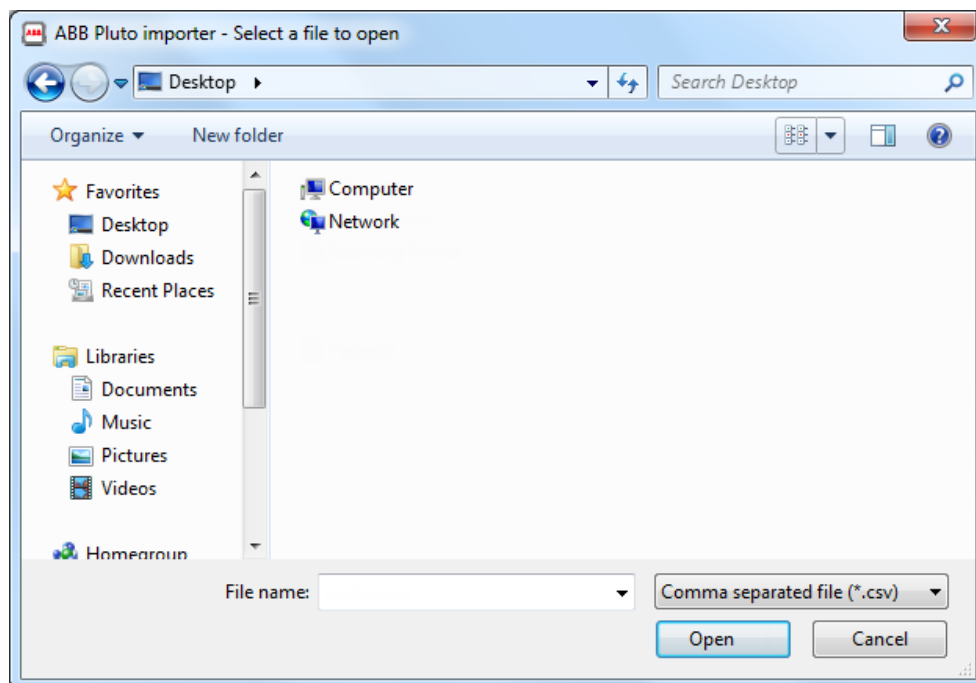 ABB Pluto importer - Select a file to open
Desktop
Search Desktop
Organize
New folder
Favorites
Desktop
Downloads
Recent Places
Libraries
Documents
Music
Pictures
Videos
Homegroup
Computer
Network
File name:
Comma separated file (*.csv)
Open
Cancel